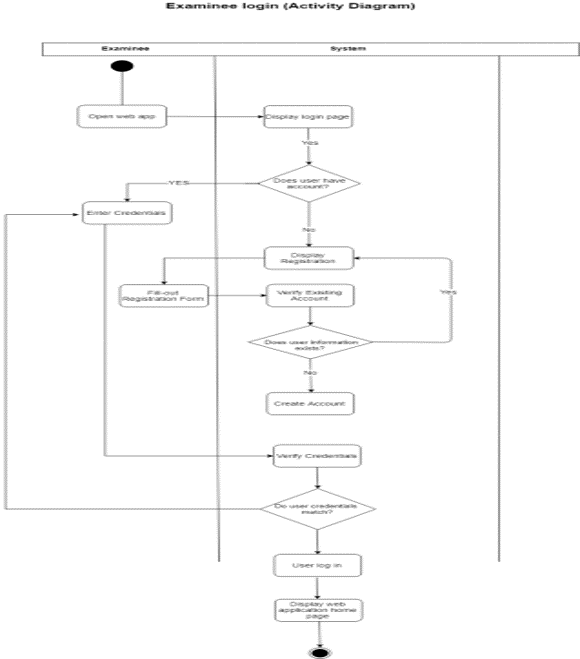 Examinee login (Activity Diagram)
Examinee
System
Open web app
Display login page
Yes
Does user have
account?
YES
Enter Credentials
No
Display
Registration
Fill-out
Registration Form
Verify Existing
Account
Yes
Does user information
exists?
No
Create Account
Verify Credentials
Do user credentials
match?
User log in
Display web
application home
page